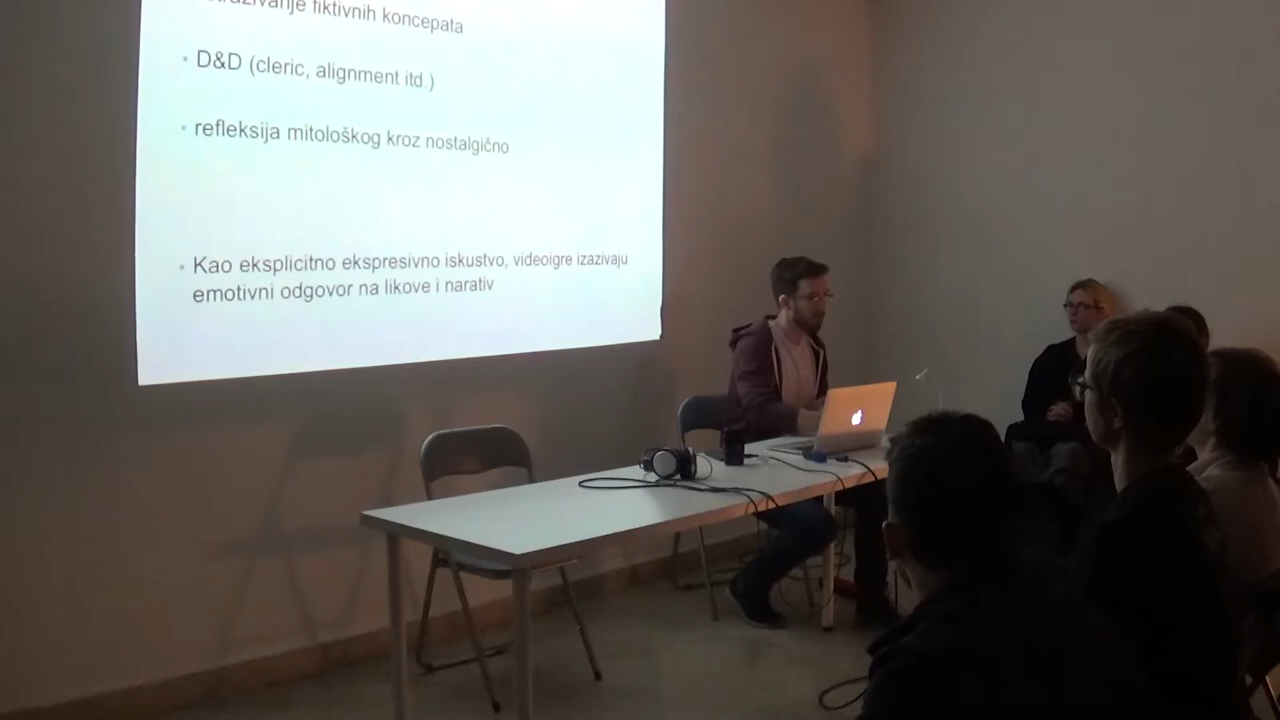 fiktivnih koncepata
• D&D (cleric, alignment itd.)
• refleksija mitološkog kroz nostalgično
• Kao eksplicitno ekspresivno iskustvo, videoigre izazivaju
emotivni odgovor na likove i narativ